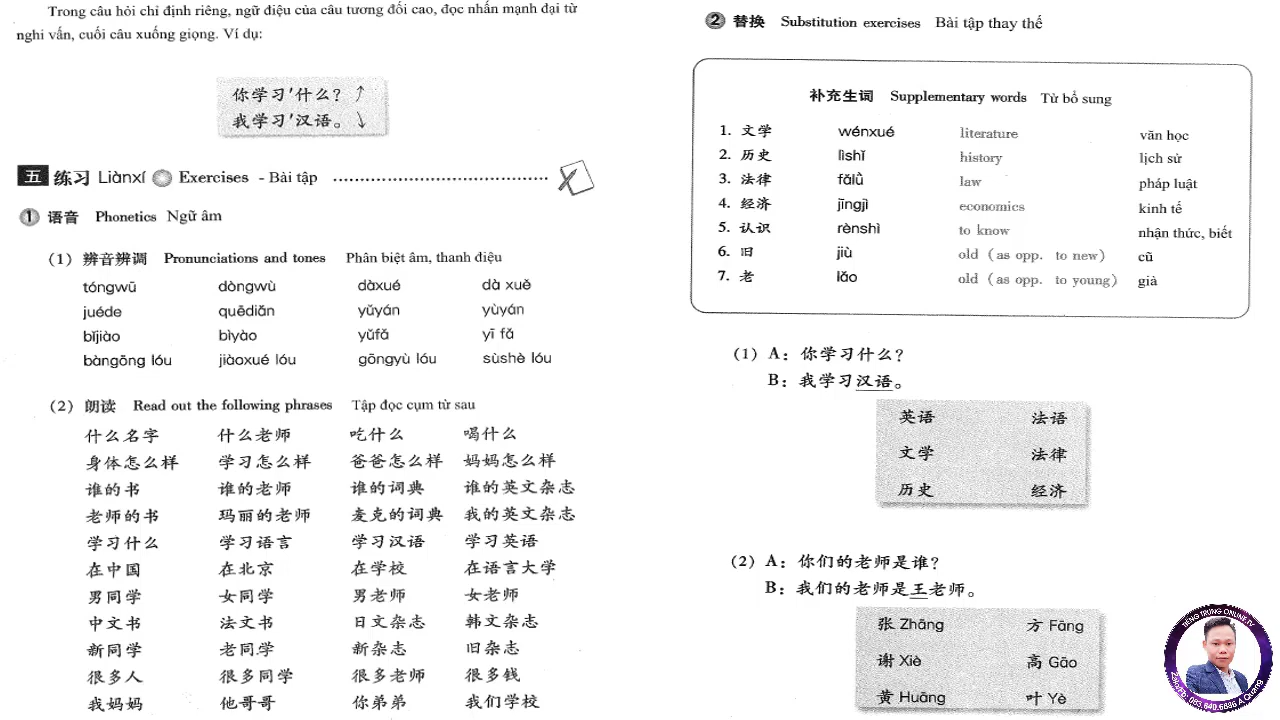 Trong câu hỏi chỉ định riêng, ngữ điệu của câu tương đối cao, đọc nhấn mạnh đại từ
nghi vấn, cuối câu xuống giọng. Ví dụ:
你学习'什么? ↗
我学习'汉语。 ↘
五 练习 Liànxí Exercises - Bài tập
1 语音 Phonetics Ngữ âm
(1) 辨音辨调 Pronunciations and tones Phân biệt âm, thanh điệu
tóngwū dòngwù dàxué dà xuě
juéde quēdiǎn yǔyán yùyán
bǐjiào bìyào yǔfǎ yī fǎ
bàngōng lóu jiàoxué lóu gōngyù lóu sùshè lóu
(2) 朗读 Read out the following phrases Tập đọc cụm từ sau
什么名字 什么老师 吃什么 喝什么
身体怎么样 学习怎么样 爸爸怎么样 妈妈怎么样
谁的书 谁的老师 谁的词典 谁的英文杂志
老师的书 玛丽的老师 麦克的词典 我的英文杂志
学习什么 学习语言 学习汉语 学习英语
在中国 在北京 在学校 在语言大学
男同学 女同学 男老师 女老师
中文书 法文书 日文杂志 韩文杂志
新同学 老同学 新杂志 旧杂志
很多人 很多同学 很多老师 很多钱
我妈妈 他哥哥 你弟弟 我们学校
2 替换 Substitution exercises Bài tập thay thế
补充生词 Supplementary words Từ bổ sung
1. 文学 wénxué literature văn học
2. 历史 lìshǐ history lịch sử
3. 法律 fǎlǜ law pháp luật
4. 经济 jīngjì economics kinh tế
5. 认识 rènshi to know nhận thức, biết
6. 旧 jiù old (as opp. to new) cũ
7. 老 lǎo old (as opp. to young) già
(1) A: 你学习什么?
B: 我学习汉语。
英语 法语
文学 法律
历史 经济
(2) A: 你们的老师是谁?
B: 我们的老师是王老师。
张 Zhāng 方 Fāng
谢 Xiè 高 Gāo
黄 Huáng 叶 Yè
TIẾNG TRUNG ONLINE.TV